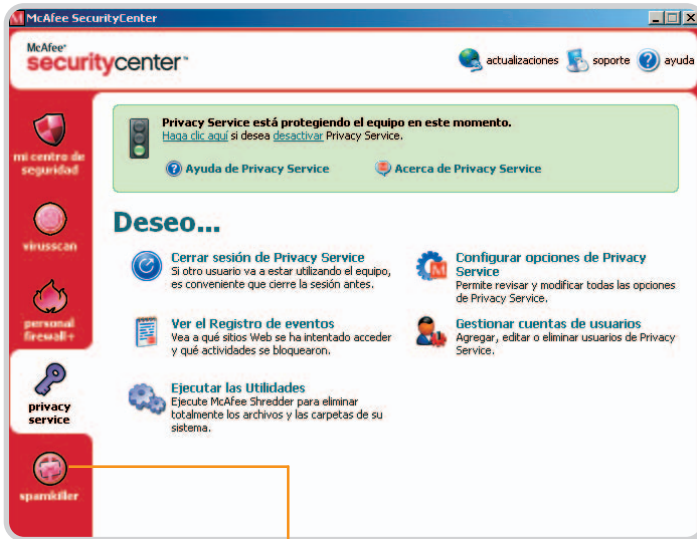 McAfee SecurityCenter
McAfee®
securitycenter™
actualizaciones
soporte
ayuda
mi centro de
seguridad
virusscan
personal
firewall+
privacy
service
spamkiller
Privacy Service está protegiendo el equipo en este momento.
Haga clic aquí si desea desactivar Privacy Service.
Ayuda de Privacy Service
Acerca de Privacy Service
Deseo...
Cerrar sesión de Privacy Service
Si otro usuario va a estar utilizando el equipo,
es conveniente que cierre la sesión antes.
Configurar opciones de Privacy
Service
Permite revisar y modificar todas las opciones
de Privacy Service.
Ver el Registro de eventos
Vea a qué sitios Web se ha intentado acceder
y qué actividades se bloquearon.
Gestionar cuentas de usuarios
Agregar, editar o eliminar usuarios de Privacy
Service.
Ejecutar las Utilidades
Ejecute McAfee Shredder para eliminar
totalmente los archivos y las carpetas de su
sistema.